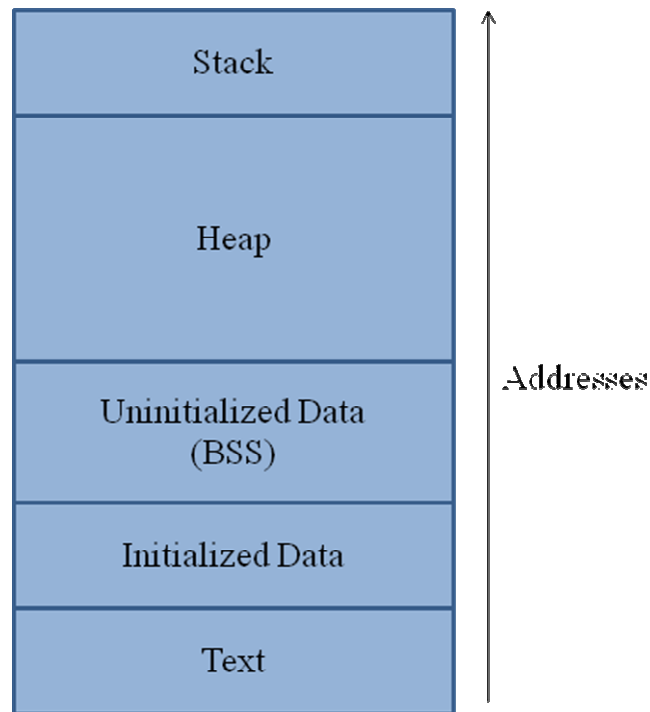 Stack
Heap
Addresses
Uninitialized Data
(BSS)
Initialized Data
Text